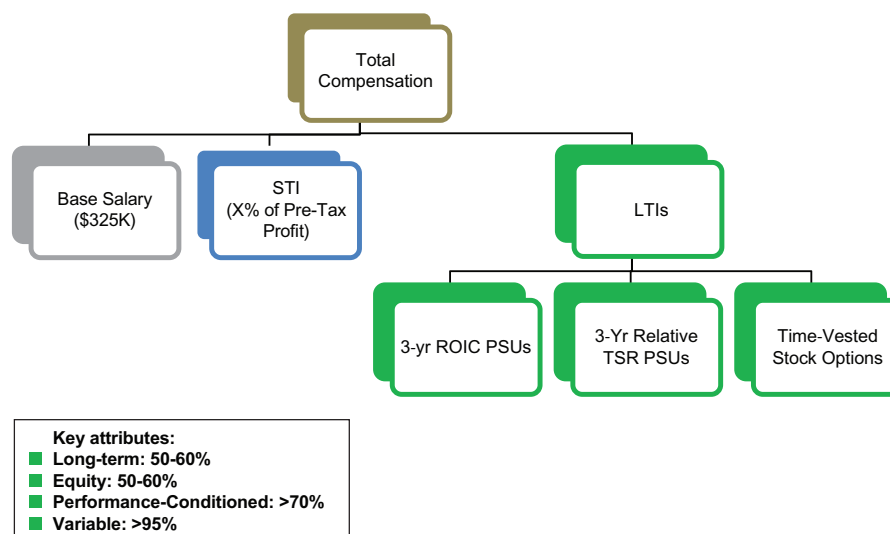 Total
Compensation
Base Salary
($325K)
STI
(X% of Pre-Tax
Profit)
LTIs
3-yr ROIC PSUs
3-Yr Relative
TSR PSUs
Time-Vested
Stock Options
Key attributes:
Long-term: 50-60%
Equity: 50-60%
Performance-Conditioned: >70%
Variable: >95%